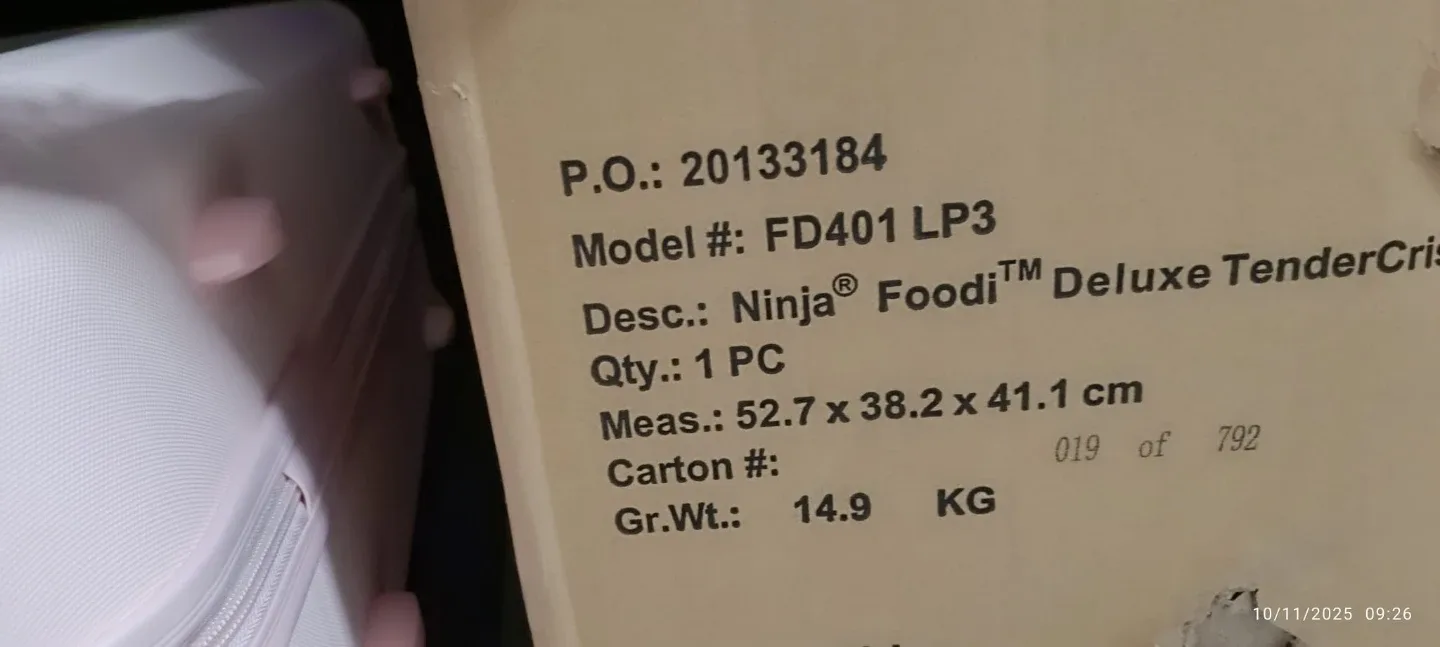 P.O.: 20133184
Model #: FD401 LP3
Desc.: Ninja® Foodi™ Deluxe TenderCris
Qty.: 1 PC
Meas.: 52.7 x 38.2 x 41.1 cm
Carton #: 019 of 792
Gr.Wt.: 14.9 KG
10/11/2025 09:26